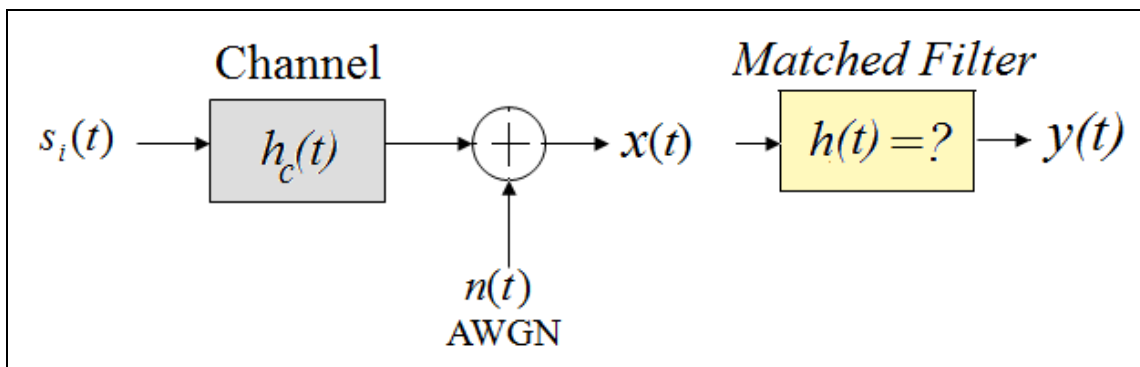 Channel
Matched Filter
s_i(t)
h_c(t)
+
x(t)
h(t)=?
y(t)
n(t)
AWGN